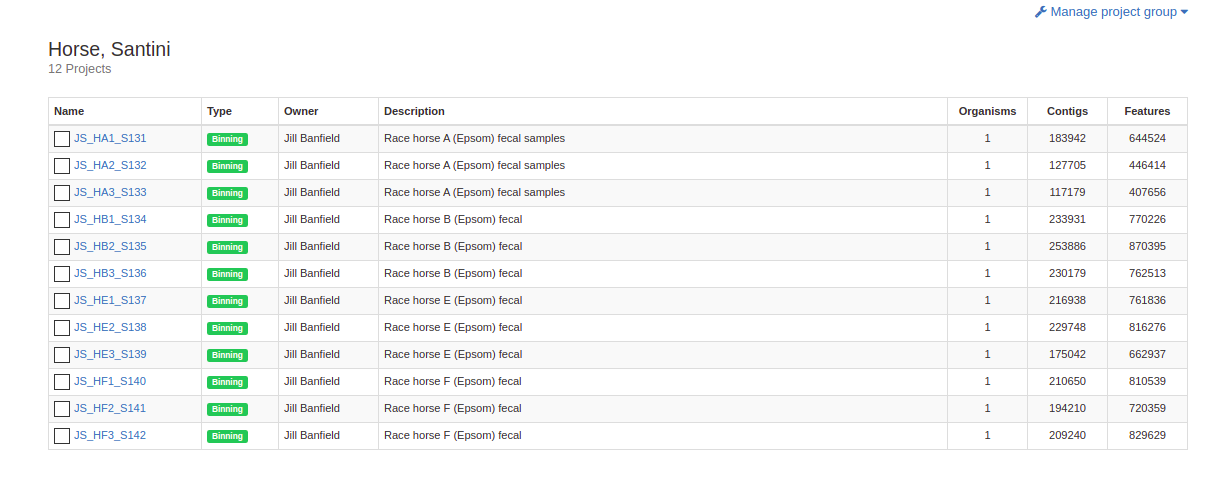 Manage project group
Horse, Santini
12 Projects
Name Type Owner Description Organisms Contigs Features
JS_HA1_S131 Binning Jill Banfield Race horse A (Epsom) fecal samples 1 183942 644524
JS_HA2_S132 Binning Jill Banfield Race horse A (Epsom) fecal samples 1 127705 446414
JS_HA3_S133 Binning Jill Banfield Race horse A (Epsom) fecal samples 1 117179 407656
JS_HB1_S134 Binning Jill Banfield Race horse B (Epsom) fecal 1 233931 770226
JS_HB2_S135 Binning Jill Banfield Race horse B (Epsom) fecal 1 253886 870395
JS_HB3_S136 Binning Jill Banfield Race horse B (Epsom) fecal 1 230179 762513
JS_HE1_S137 Binning Jill Banfield Race horse E (Epsom) fecal 1 216938 761836
JS_HE2_S138 Binning Jill Banfield Race horse E (Epsom) fecal 1 229748 816276
JS_HE3_S139 Binning Jill Banfield Race horse E (Epsom) fecal 1 175042 662937
JS_HF1_S140 Binning Jill Banfield Race horse F (Epsom) fecal 1 210650 810539
JS_HF2_S141 Binning Jill Banfield Race horse F (Epsom) fecal 1 194210 720359
JS_HF3_S142 Binning Jill Banfield Race horse F (Epsom) fecal 1 209240 829629